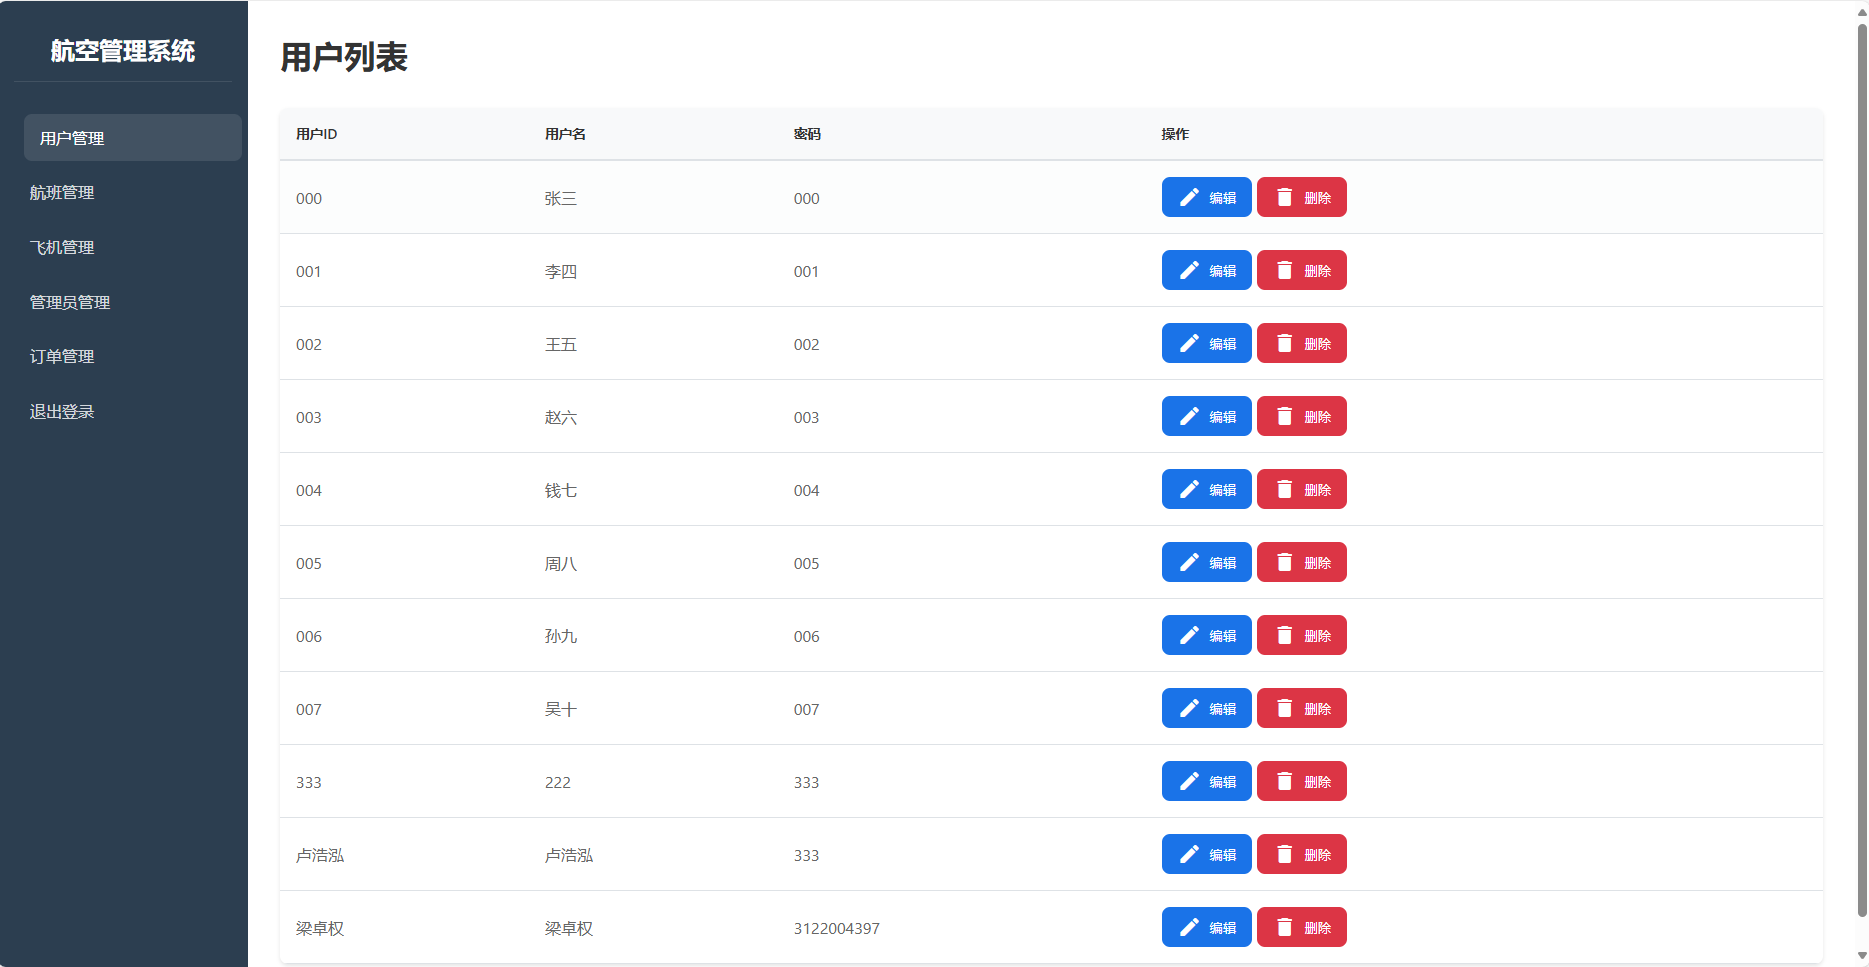 航空管理系统
用户管理
航班管理
飞机管理
管理员管理
订单管理
退出登录
用户列表
用户ID 用户名 密码 操作
000 张三 000 编辑 删除
001 李四 001 编辑 删除
002 王五 002 编辑 删除
003 赵六 003 编辑 删除
004 钱七 004 编辑 删除
005 周八 005 编辑 删除
006 孙九 006 编辑 删除
007 吴十 007 编辑 删除
333 222 333 编辑 删除
卢浩泓 卢浩泓 333 编辑 删除
梁卓权 梁卓权 3122004397 编辑 删除